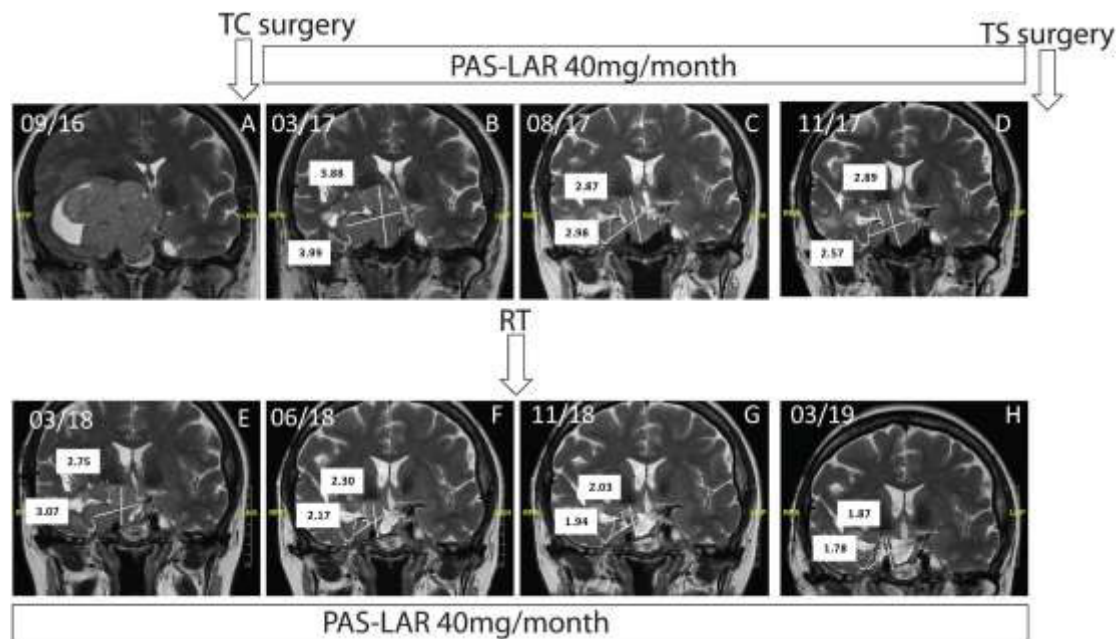 TC surgery
TS surgery
PAS-LAR 40mg/month
09/16 A
03/17 B
08/17 C
11/17 D
3.88
3.99
2.87
2.98
2.89
2.57
RT
03/18 E
06/18 F
11/18 G
03/19 H
2.75
3.07
2.30
2.17
2.03
1.94
1.87
1.78
PAS-LAR 40mg/month